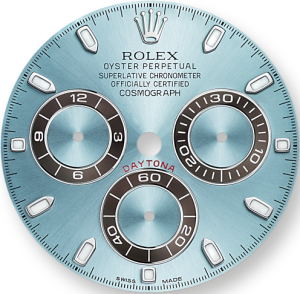 ROLEX
OYSTER PERPETUAL
SUPERLATIVE CHRONOMETER
OFFICIALLY CERTIFIED
COSMOGRAPH
12
3
6
9
30
10
20
DAYTONA
60
20
40
SWISS MADE